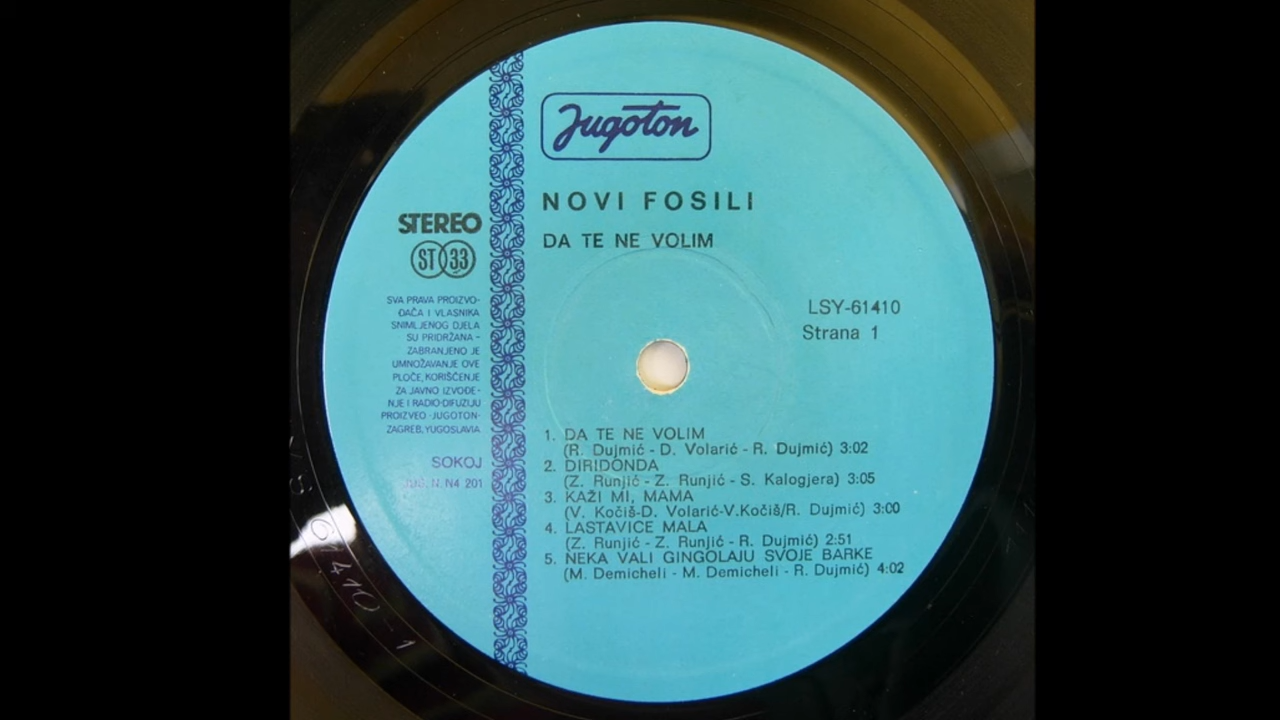 Jugoton
NOVI FOSILI
DA TE NE VOLIM
STEREO
ST 33
SVA PRAVA PROIZVO-
ĐAČA I VLASNIKA
SNIMLJENOG DJELA
SU PRIDRŽANA -
ZABRANJENO JE
UMNOŽAVANJE OVE
PLOČE, KORIŠĆENJE
ZA JAVNO IZVOĐE-
NJE I RADIO-DIFUZIJU
PROIZVEO -JUGOTON-
ZAGREB, YUGOSLAVIA
SOKOJ
N. N4 201
LSY-61410
Strana 1
1. DA TE NE VOLIM
(R. Dujmić - D. Volarić - R. Dujmić) 3:02
2. DIRIDONDA
(Z. Runjić - Z. Runjić - S. Kalogjera) 3:05
3. KAŽI MI, MAMA
(V. Kočiš-D. Volarić-V.Kočiš/R. Dujmić) 3:00
4. LASTAVICE MALA
(Z. Runjić - Z. Runjić - R. Dujmić) 2:51
5. NEKA VALI GINGOLAJU SVOJE BARKE
(M. Demicheli - M. Demicheli - R. Dujmić) 4:02